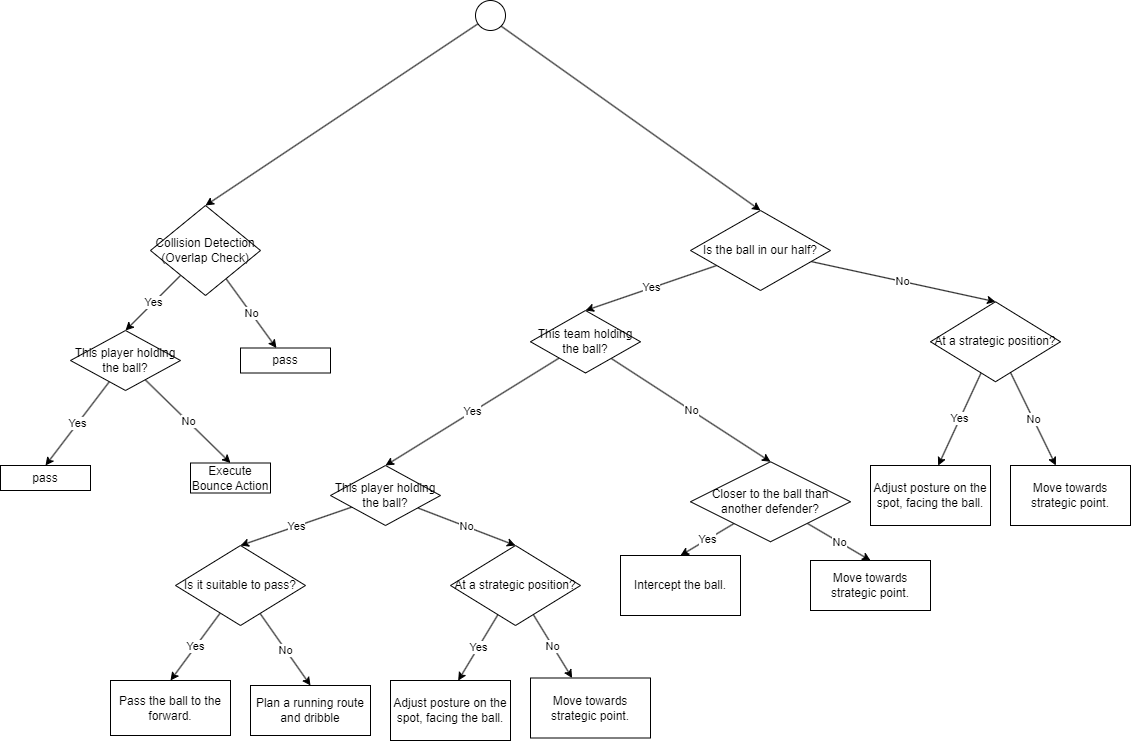 Collision Detection
(Overlap Check)
Is the ball in our half?
Yes
No
Yes
No
Yes
No
This player holding
the ball?
pass
This team holding
the ball?
At a strategic position?
Yes
No
Yes
No
Yes
No
pass
Execute
Bounce Action
This player holding
the ball?
Closer to the ball than
another defender?
Adjust posture on the
spot, facing the ball.
Move towards
strategic point.
Yes
No
Yes
No
Is it suitable to pass?
At a strategic position?
Intercept the ball.
Move towards
strategic point.
Yes
No
Yes
No
Pass the ball to the
forward.
Plan a running route
and dribble
Adjust posture on the
spot, facing the ball.
Move towards
strategic point.